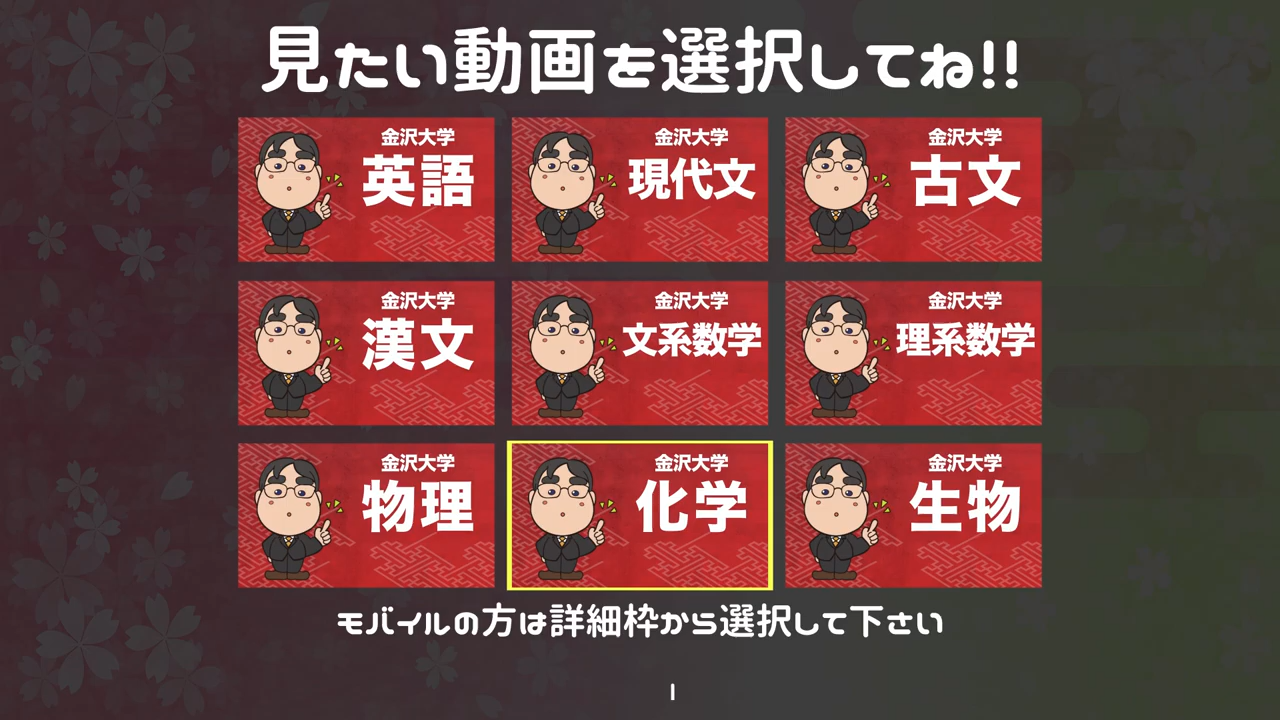 見たい動画を選択してね!!
金沢大学
英語
金沢大学
現代文
金沢大学
古文
金沢大学
漢文
金沢大学
文系数学
金沢大学
理系数学
金沢大学
物理
金沢大学
化学
金沢大学
生物
モバイルの方は詳細枠から選択して下さい
1